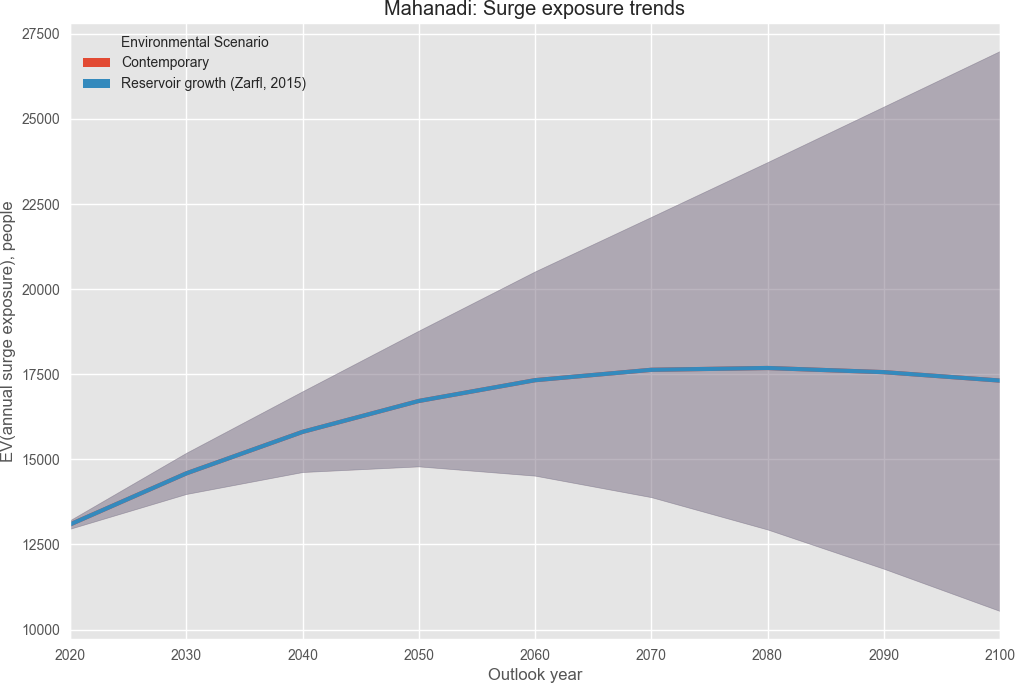 Mahanadi: Surge exposure trends
Environmental Scenario
Contemporary
Reservoir growth (Zarfl, 2015)
EV(annual surge exposure), people
27500
25000
22500
20000
17500
15000
12500
10000
2020 2030 2040 2050 2060 2070 2080 2090 2100
Outlook year